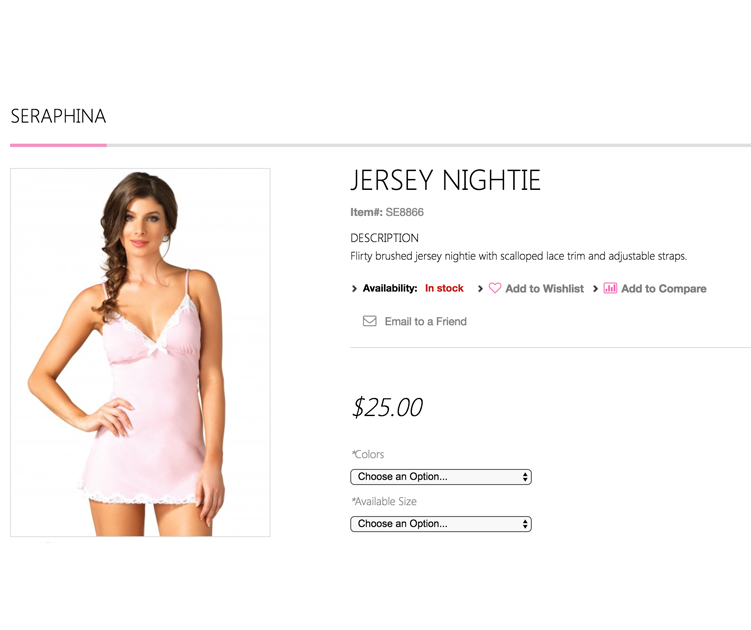 SERAPHINA
JERSEY NIGHTIE
Item#: SE8866
DESCRIPTION
Flirty brushed jersey nightie with scalloped lace trim and adjustable straps.
Availability: In stock Add to Wishlist Add to Compare
Email to a Friend
$25.00
*Colors
Choose an Option...
*Available Size
Choose an Option...